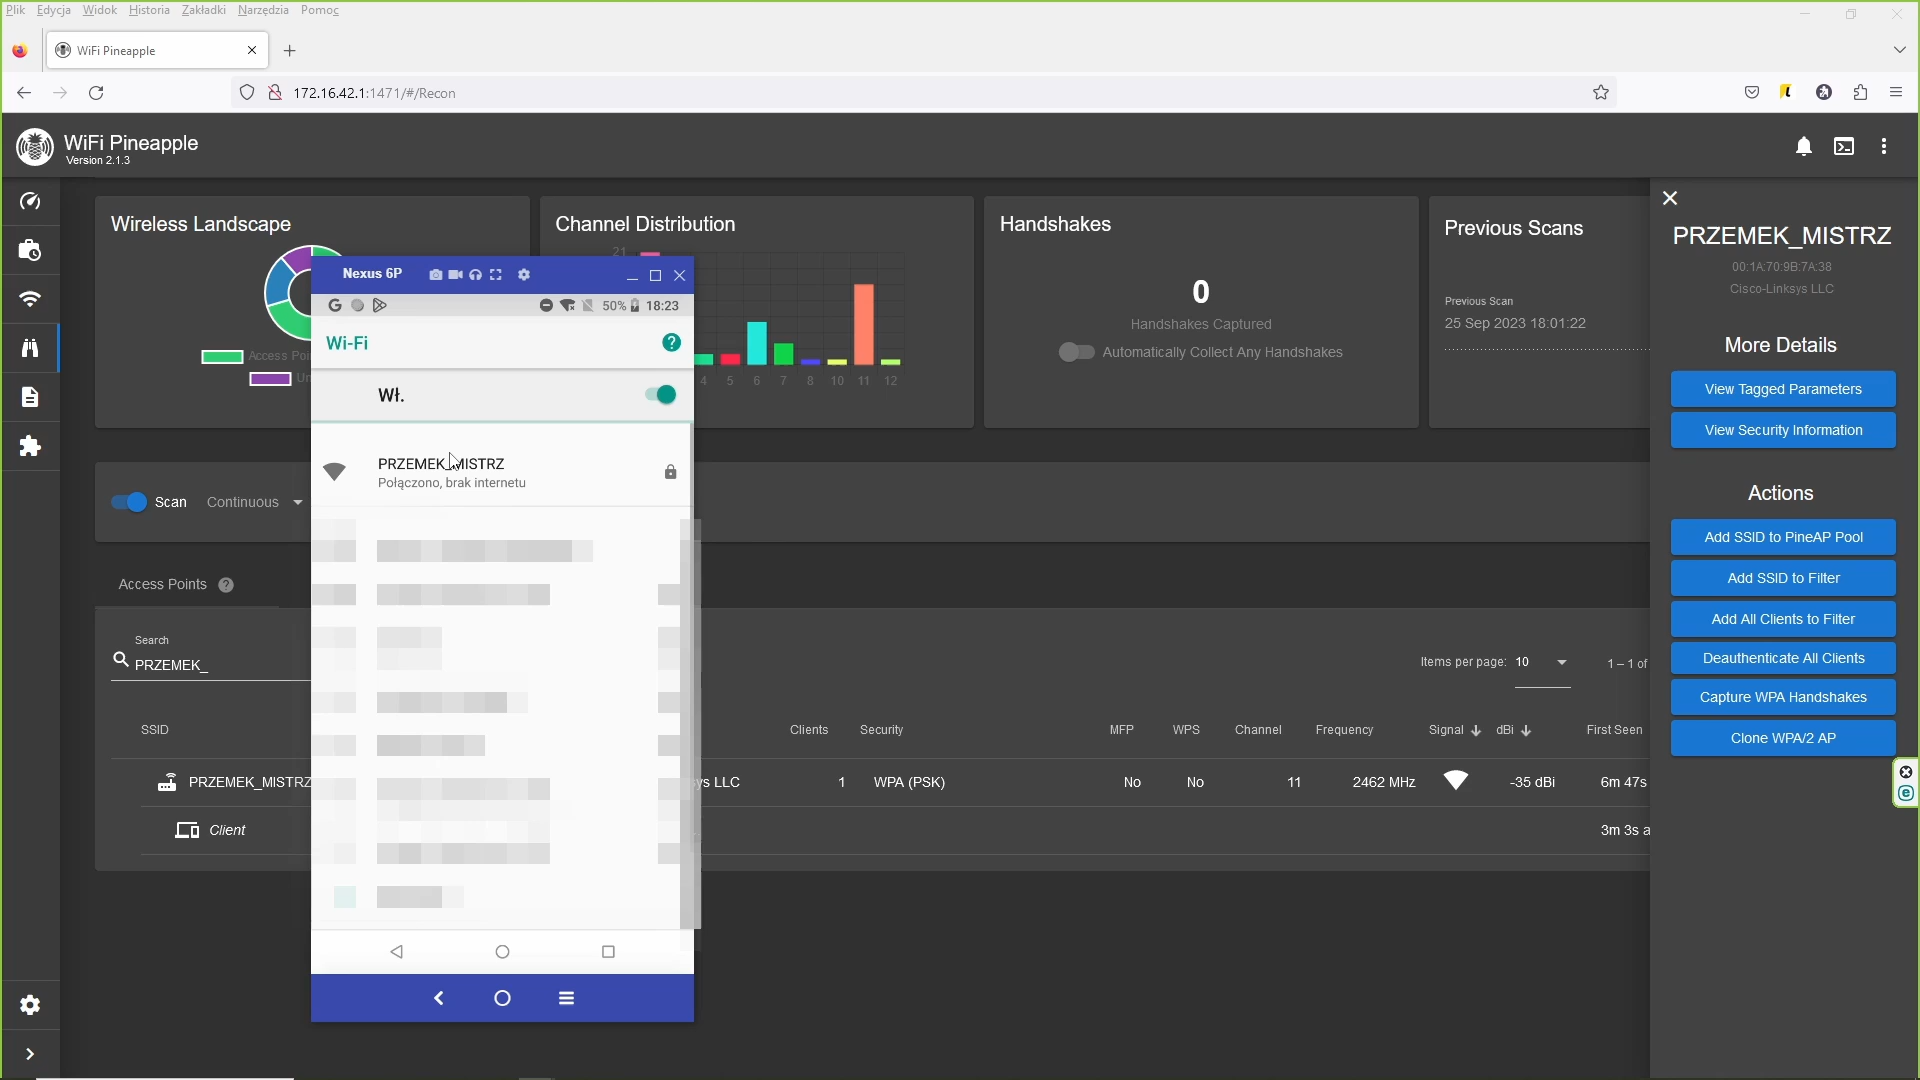 Plik Edycja Widok Historia Zakładki Narzędzia Pomoc
WiFi Pineapple
172.16.42.1:1471/#/Recon
WiFi Pineapple
Version 2.1.3
Wireless Landscape
Access
Channel Distribution
21
4 5 6 7 8 10 11 12
Handshakes
0
Handshakes Captured
Automatically Collect Any Handshakes
Previous Scans
Previous Scan
25 Sep 2023 18:01:22
Nexus 6P
50% 18:23
Wi-Fi
Wł.
PRZEMEK_MISTRZ
Połączono, brak internetu
Scan Continuous
Access Points
Search
PRZEMEK_
Items per page: 10 1 – 1 of
SSID Clients Security MFP WPS Channel Frequency Signal dBi First Seen
PRZEMEK_MISTRZ LLC 1 WPA (PSK) No No 11 2462 MHz -35 dBi 6m 47s
Client 3m 3s a
PRZEMEK_MISTRZ
00:1A:70:9B:7A:38
Cisco-Linksys LLC
More Details
View Tagged Parameters
View Security Information
Actions
Add SSID to PineAP Pool
Add SSID to Filter
Add All Clients to Filter
Deauthenticate All Clients
Capture WPA Handshakes
Clone WPA/2 AP